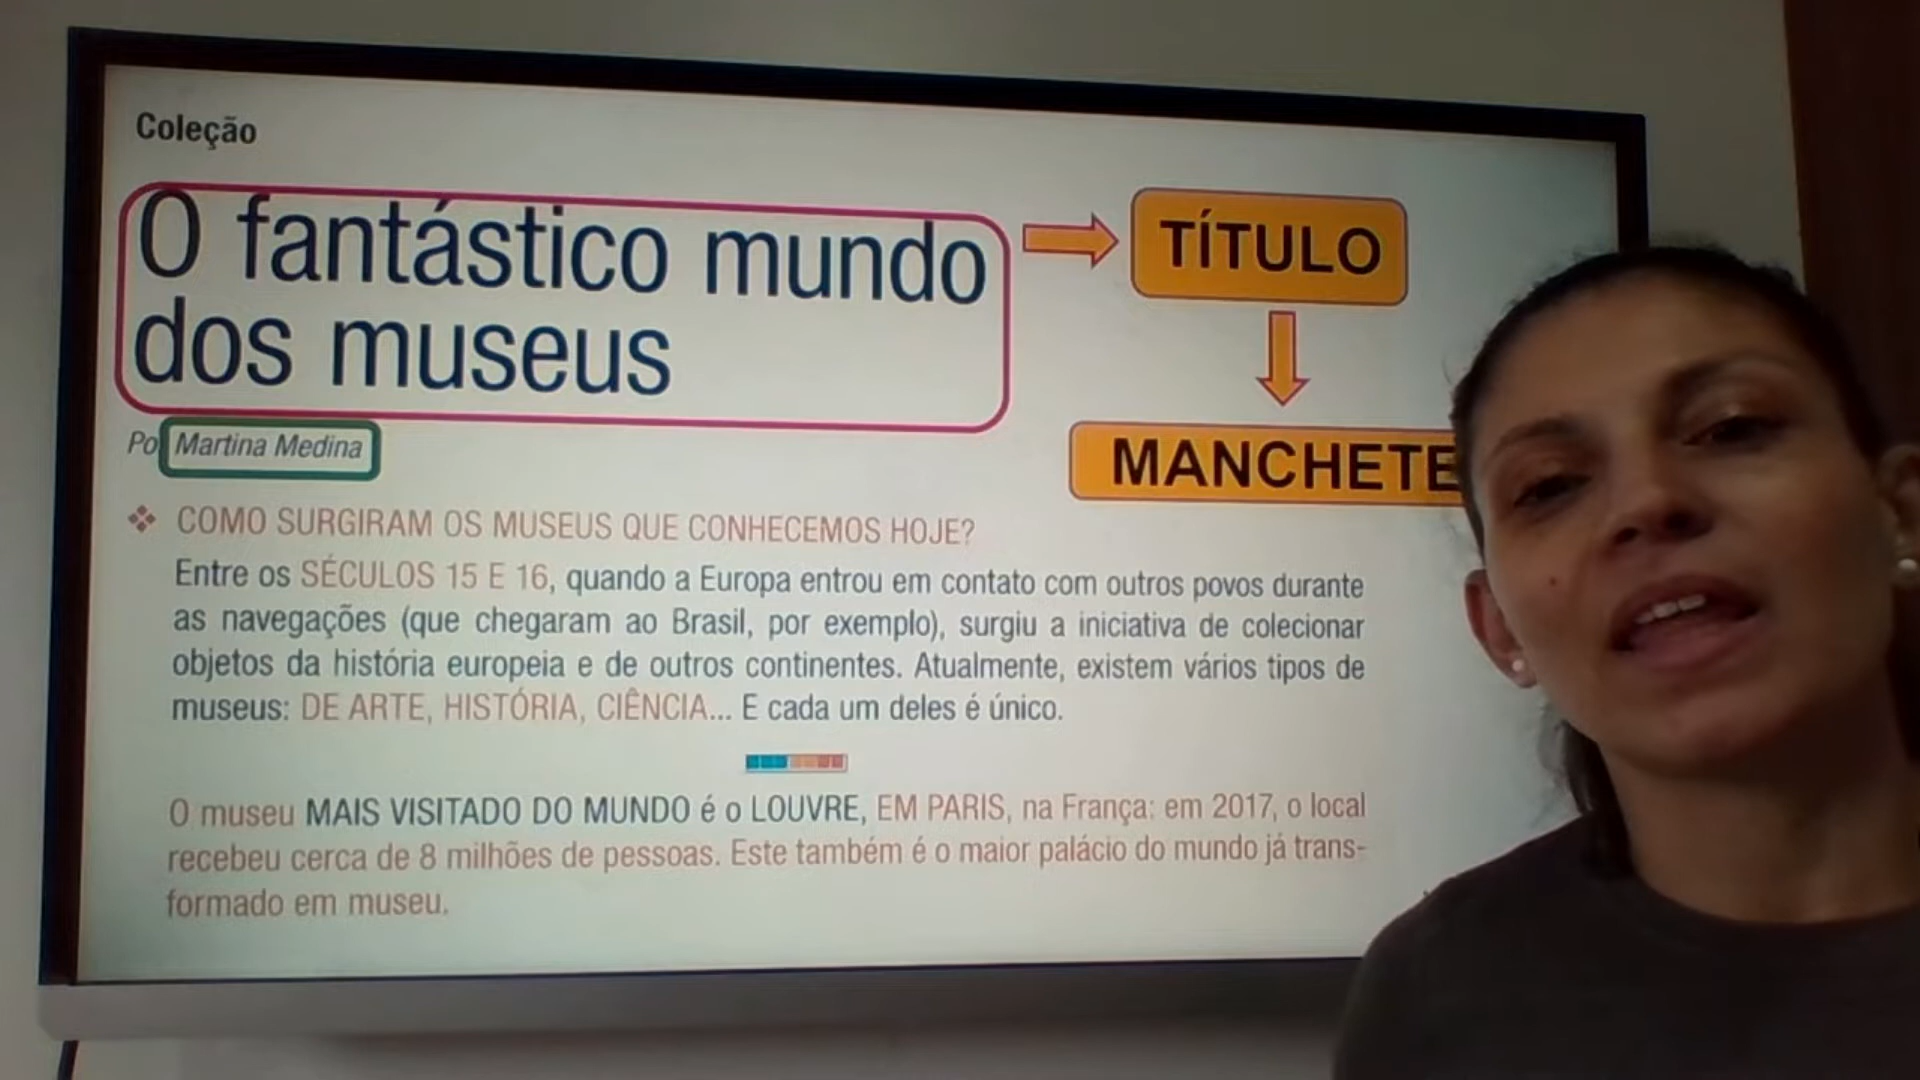 Coleção
O fantástico mundo
dos museus
TÍTULO
MANCHETE
Po Martina Medina
COMO SURGIRAM OS MUSEUS QUE CONHECEMOS HOJE?
Entre os SÉCULOS 15 E 16, quando a Europa entrou em contato com outros povos durante
as navegações (que chegaram ao Brasil, por exemplo), surgiu a iniciativa de colecionar
objetos da história europeia e de outros continentes. Atualmente, existem vários tipos de
museus: DE ARTE, HISTÓRIA, CIÊNCIA... E cada um deles é único.
O museu MAIS VISITADO DO MUNDO é o LOUVRE, EM PARIS, na França: em 2017, o local
recebeu cerca de 8 milhões de pessoas. Este também é o maior palácio do mundo já trans-
formado em museu.